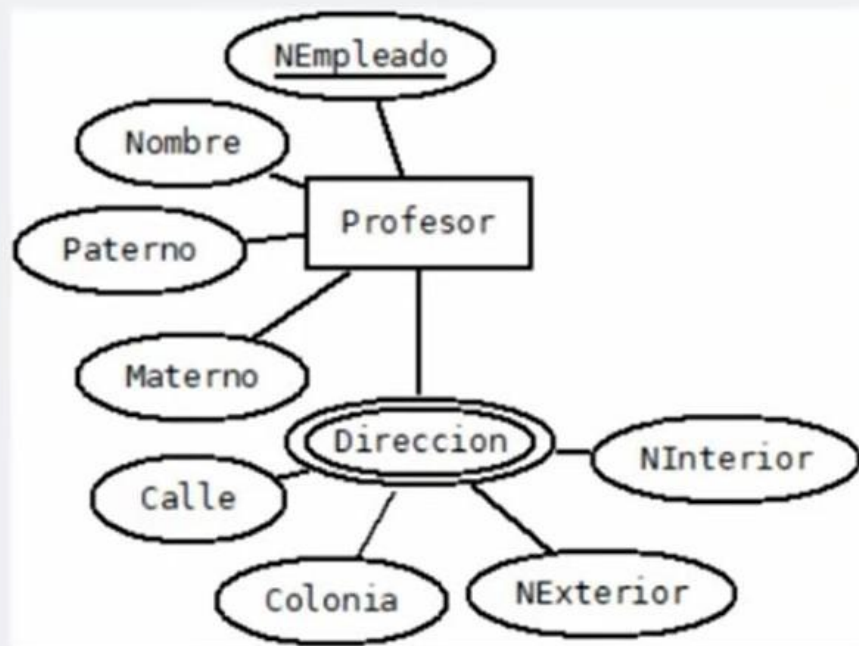 NEmpleado
Nombre
Profesor
Paterno
Materno
Direccion
NInterior
Calle
Colonia
NExterior